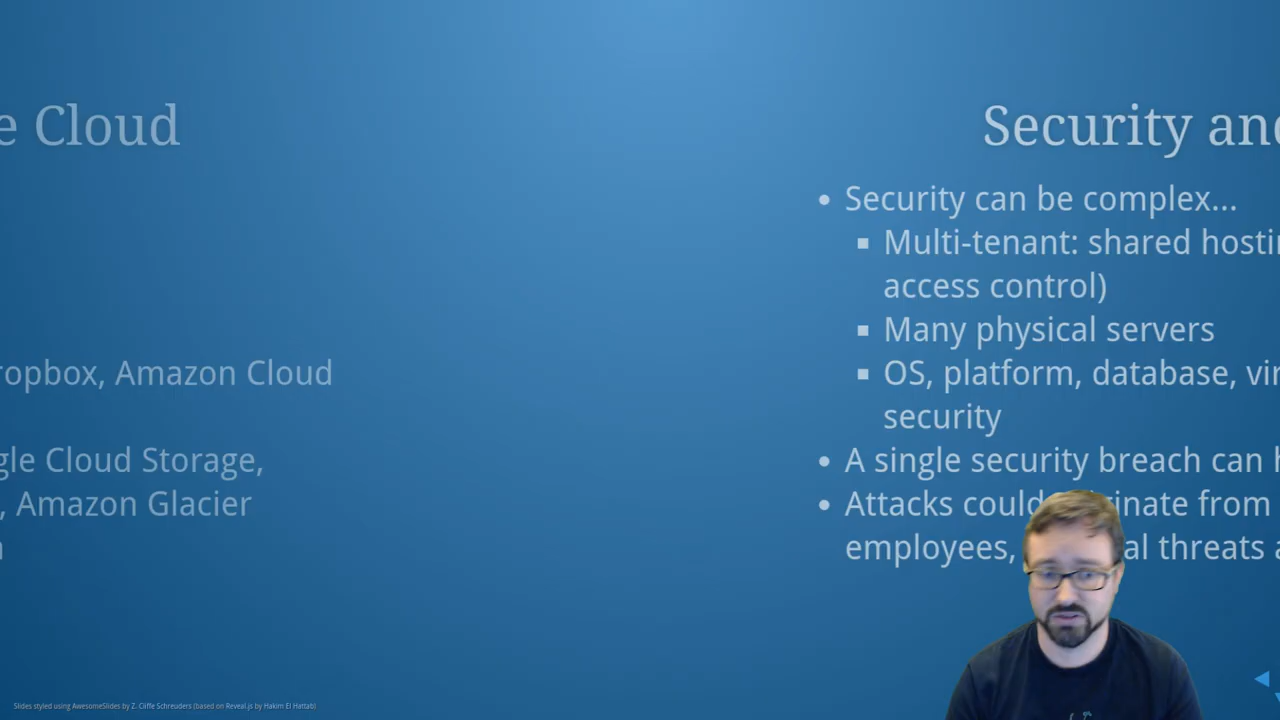 e Cloud
ropbox, Amazon Cloud
gle Cloud Storage,
, Amazon Glacier
Security and
• Security can be complex...
▪ Multi-tenant: shared hosti
access control)
▪ Many physical servers
▪ OS, platform, database, vir
security
• A single security breach can h
• Attacks could inate from
employees, al threats a
Slides styled using AwesomeSlides by Z. Cliffe Schreuders (based on Reveal.js by Hakim El Hattab)